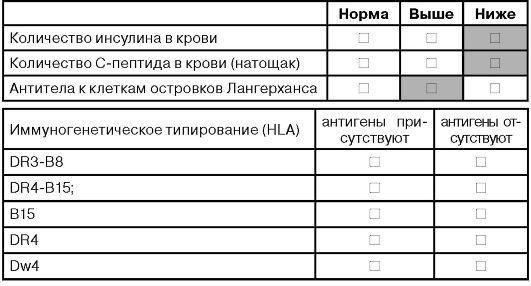 Норма Выше Ниже
Количество инсулина в крови □ □ □
Количество С-пептида в крови (натощак) □ □ □
Антитела к клеткам островков Лангерханса □ □ □
Иммуногенетическое типирование (HLA) антигены при- антигены от-
сутствуют сутствуют
DR3-B8 □ □
DR4-B15; □ □
B15 □ □
DR4 □ □
Dw4 □ □